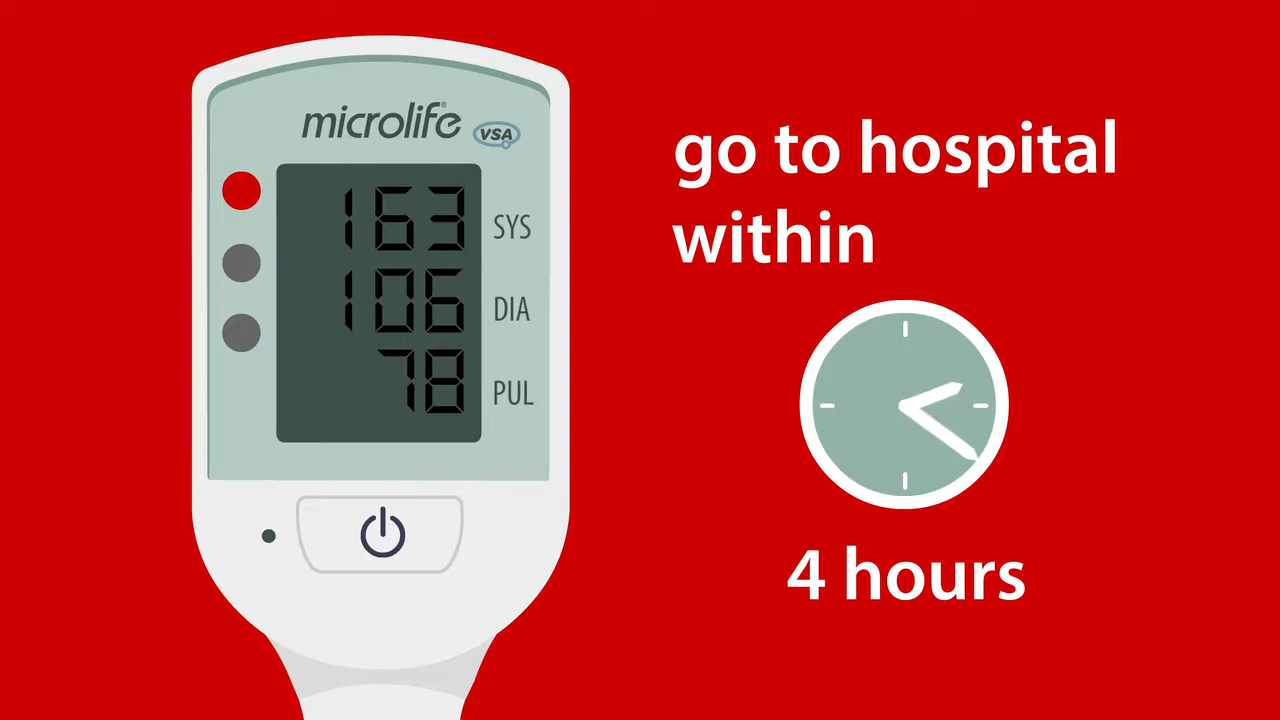 microlife®
VSA
163 SYS
106 DIA
78 PUL
go to hospital
within
4 hours